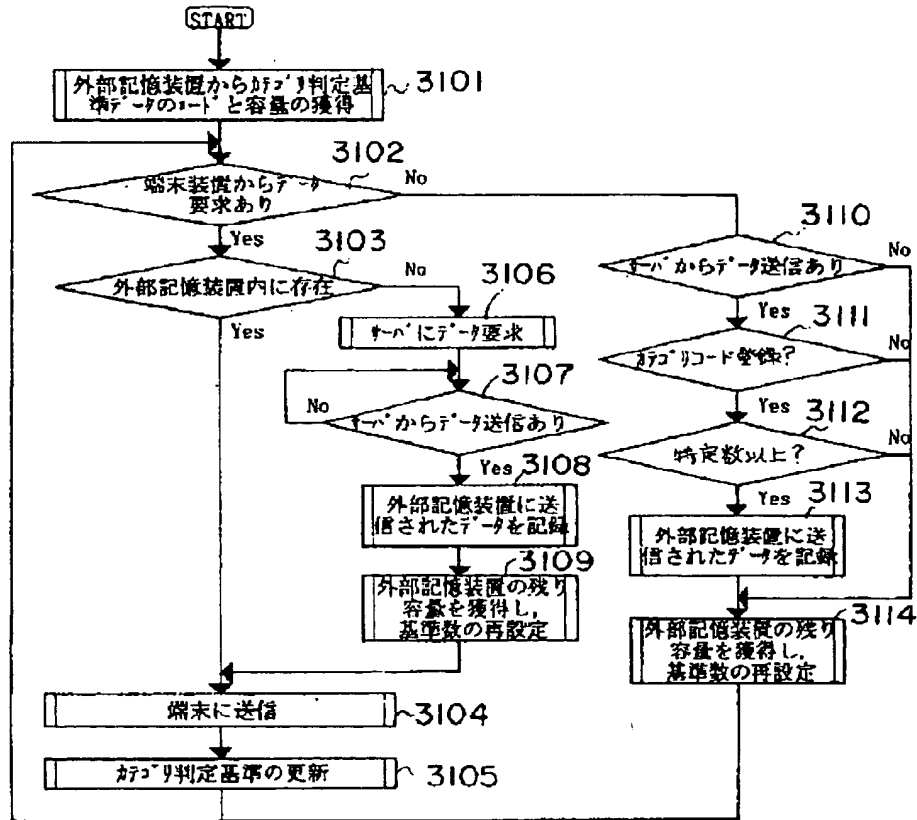 START
外部記憶装置からカテゴリ判定基
準データのコードと容量の獲得
3101
3102
端末装置からデータ
要求あり
No
Yes
3103
外部記憶装置内に存在
No
Yes
3106
サーバにデータ要求
3107
サーバからデータ送信あり
No
Yes
3108
外部記憶装置に送
信されたデータを記録
3109
外部記憶装置の残り
容量を獲得し,
基準数の再設定
端末に送信
3104
カテゴリ判定基準の更新
3105
3110
サーバからデータ送信あり
No
Yes
3111
カテゴリコード登録?
No
Yes
3112
特定数以上?
No
Yes
3113
外部記憶装置に送
信されたデータを記録
3114
外部記憶装置の残り
容量を獲得し,
基準数の再設定